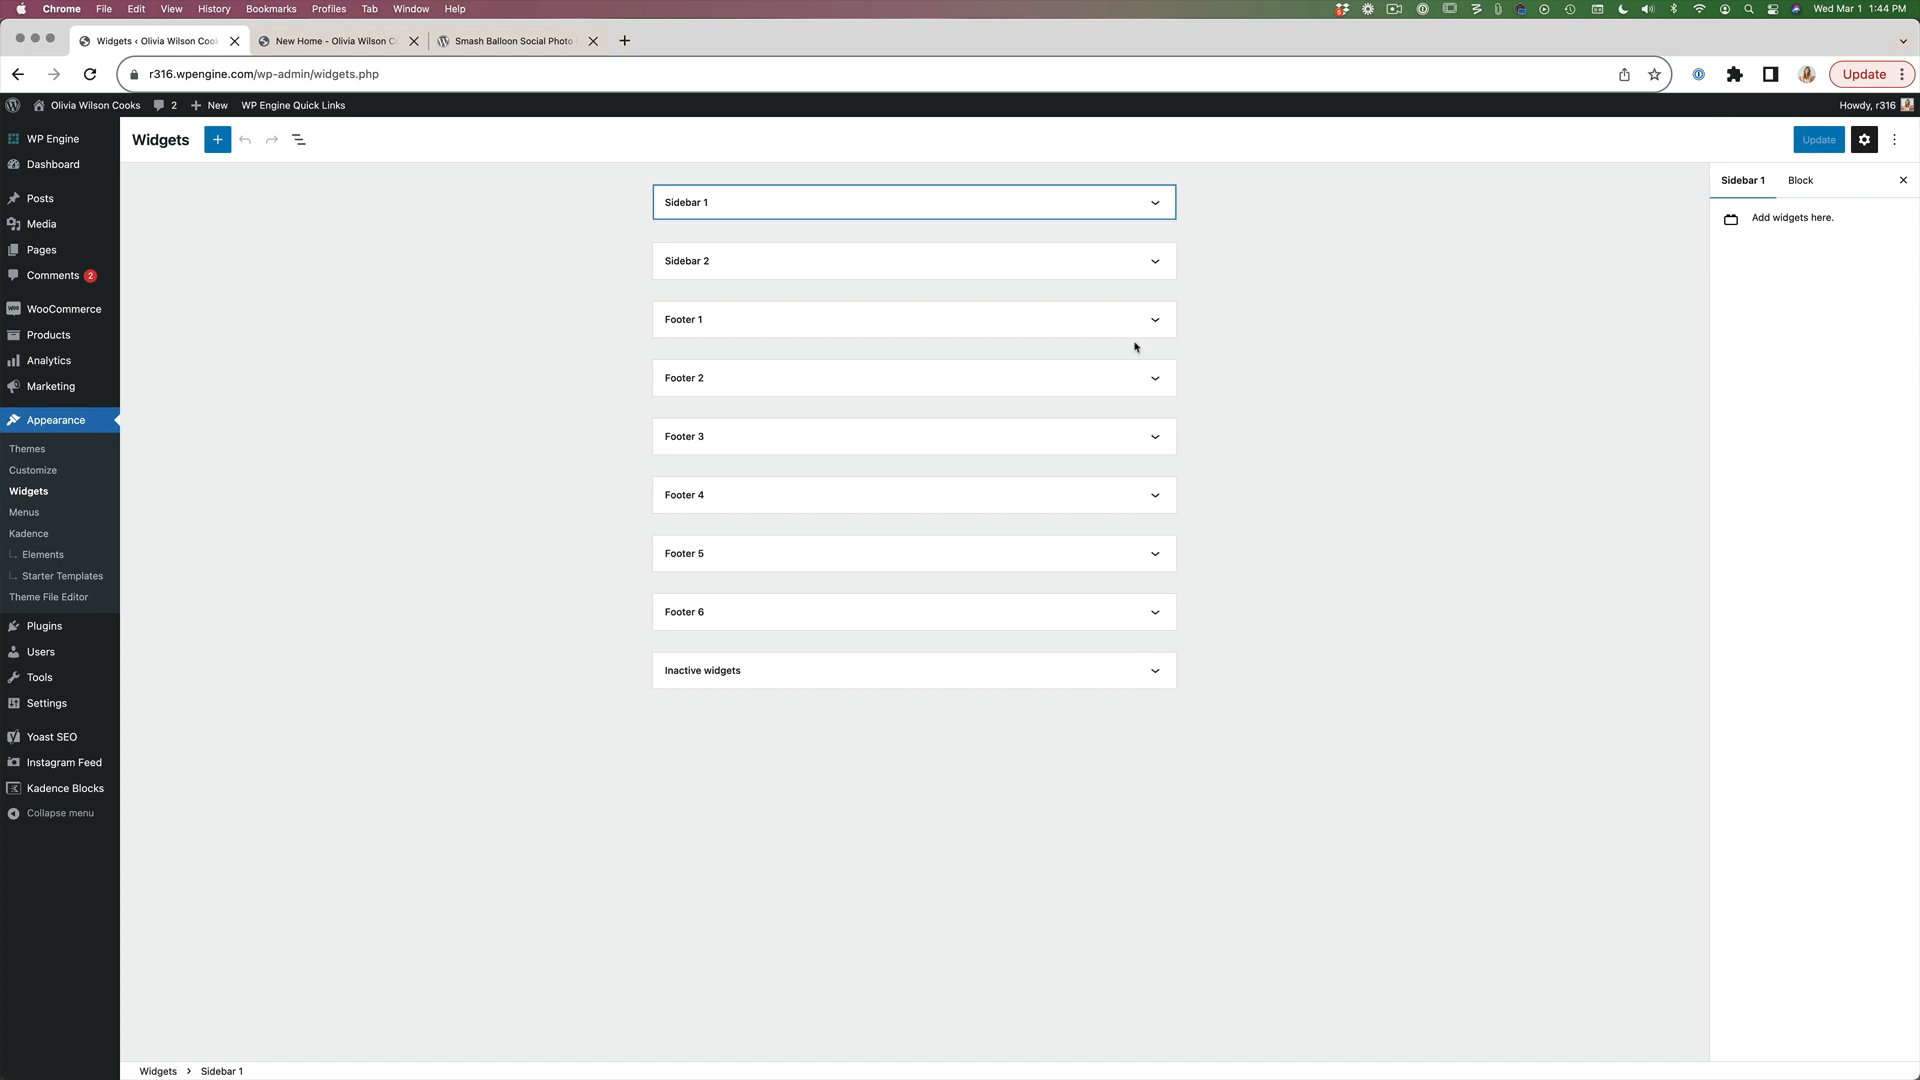 Chrome File Edit View History Bookmarks Profiles Tab Window Help Wed Mar 1 1:44 PM
Widgets ‹ Olivia Wilson Cook New Home - Olivia Wilson C Smash Balloon Social Photo
r316.wpengine.com/wp-admin/widgets.php Update
Olivia Wilson Cooks 2 New WP Engine Quick Links Howdy, r316
WP Engine
Dashboard
Posts
Media
Pages
Comments 2
WooCommerce
Products
Analytics
Marketing
Appearance
Themes
Customize
Widgets
Menus
Kadence
Elements
Starter Templates
Theme File Editor
Plugins
Users
Tools
Settings
Yoast SEO
Instagram Feed
Kadence Blocks
Collapse menu
Widgets Update
Sidebar 1
Sidebar 2
Footer 1
Footer 2
Footer 3
Footer 4
Footer 5
Footer 6
Inactive widgets
Sidebar 1 Block
Add widgets here.
Widgets › Sidebar 1